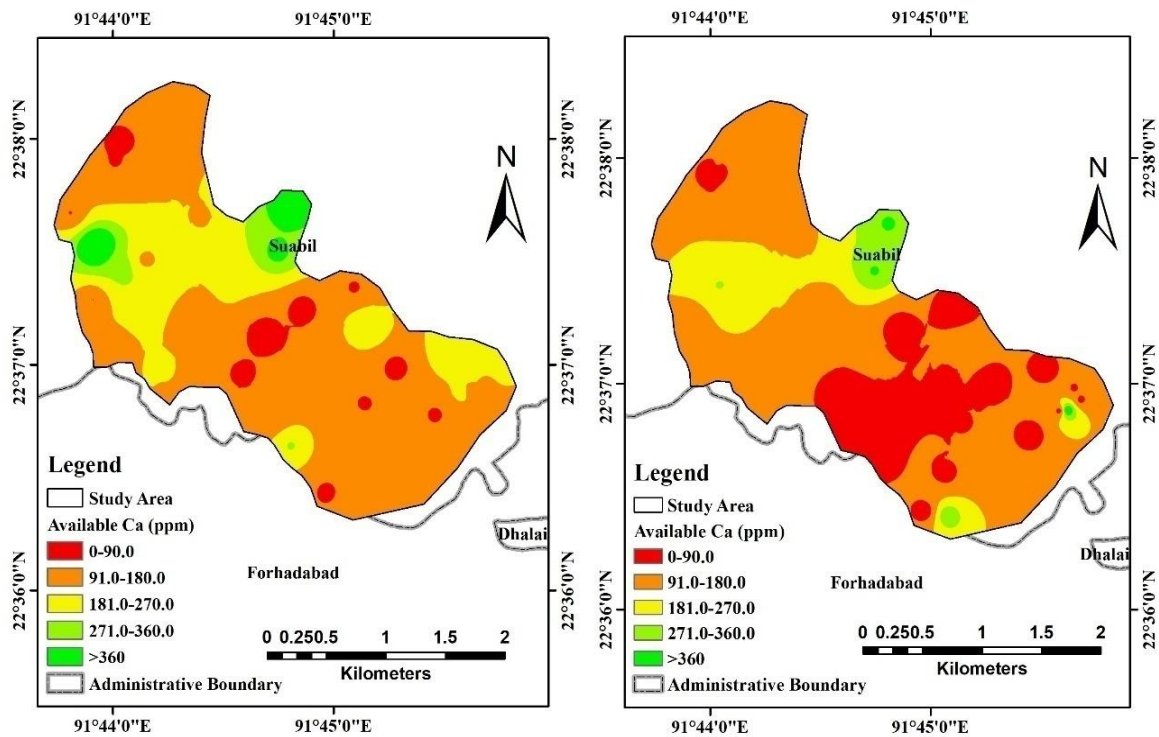 91°44'0"E
91°45'0"E
22°38'0"N
22°38'0"N
N
Suabil
22°37'0"N
22°37'0"N
Legend
Study Area
Available Ca (ppm)
0-90.0
91.0-180.0
181.0-270.0
271.0-360.0
>360
Administrative Boundary
Dhalai
Forhadabad
22°36'0"N
22°36'0"N
0 0.25 0.5 1 1.5 2
Kilometers
91°44'0"E
91°45'0"E
91°44'0"E
91°45'0"E
22°38'0"N
22°38'0"N
N
Suabil
22°37'0"N
22°37'0"N
Legend
Study Area
Available Ca (ppm)
0-90.0
91.0-180.0
181.0-270.0
271.0-360.0
>360
Administrative Boundary
Dhalai
Forhadabad
22°36'0"N
22°36'0"N
0 0.25 0.5 1 1.5 2
Kilometers
91°44'0"E
91°45'0"E